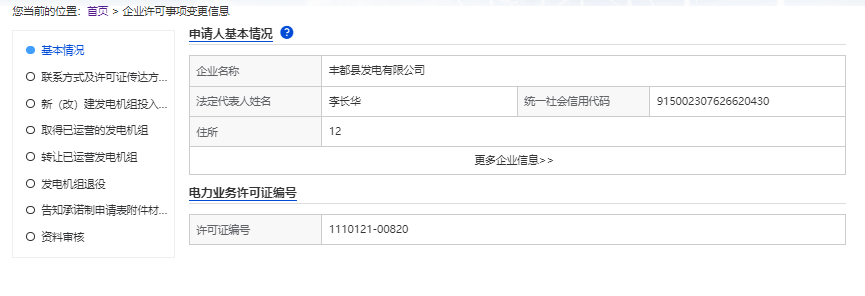 您当前的位置：首页 > 企业许可事项变更信息
基本情况
联系方式及许可证传达方...
新（改）建发电机组投入...
取得已运营的发电机组
转让已运营发电机组
发电机组退役
告知承诺制申请表附件材...
资料审核
申请人基本情况 ?
企业名称 丰都县发电有限公司
法定代表人姓名 李长华 统一社会信用代码 915002307626620430
住所 12
更多企业信息>>
电力业务许可证编号
许可证编号 1110121-00820